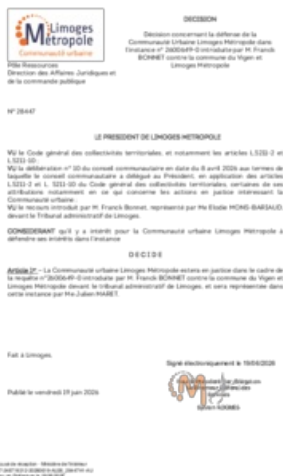 Limoges
Métropole
Communauté urbaine
Pôle Ressources
Direction des Affaires Juridiques et
de la commande publique
DECISION
Décision concernant la défense de la
Communauté Urbaine Limoges Métropole dans
l'instance n° 2600649-0 introduite par M. Franck
BONNET contre la commune du Vigen et
Limoges Métropole
N° 28447
LE PRESIDENT DE LIMOGES METROPOLE
VU le Code général des collectivités territoriales, et notamment les articles L.5211-2 et
L.5211-10 ;
VU la délibération n° 10 du conseil communautaire en date du 8 avril 2026 aux termes de
laquelle le conseil communautaire a délégué au Président, en application des articles
L.5211-2 et L. 5211-10 du Code général des collectivités territoriales, certaines de ses
attributions notamment en ce qui concerne les actions en justice intéressant la
Communauté urbaine ;
VU le recours introduit par M. Franck Bonnet, représenté par Me Elodie MONS-BARIAUD,
devant le Tribunal administratif de Limoges,
CONSIDERANT qu'il y a intérêt pour la Communauté urbaine Limoges Métropole à
défendre ses intérêts dans l'instance
D E C I D E
Article 1er – La Communauté urbaine Limoges Métropole estera en justice dans le cadre de
la requête n°2600649-0 introduite par M. Franck BONNET contre la commune du Vigen et
Limoges Métropole devant le tribunal administratif de Limoges, et sera représentée dans
cette instance par Me Julien MARET.
Fait à Limoges,
Signé électroniquement le 19/06/2026
Publié le vendredi 19 juin 2026